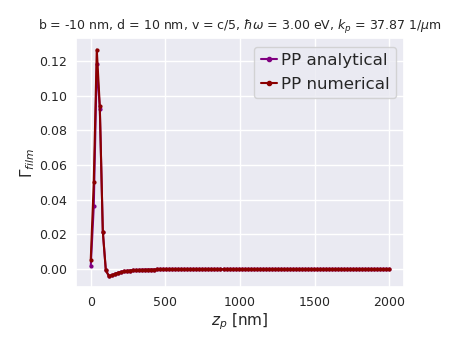 b = -10 nm, d = 10 nm, v = c/5, ℏω = 3.00 eV, kₚ = 37.87 1/μm
PP analytical
PP numerical
0.12
0.10
0.08
0.06
0.04
0.02
0.00
Γ_film
0 500 1000 1500 2000
zₚ [nm]